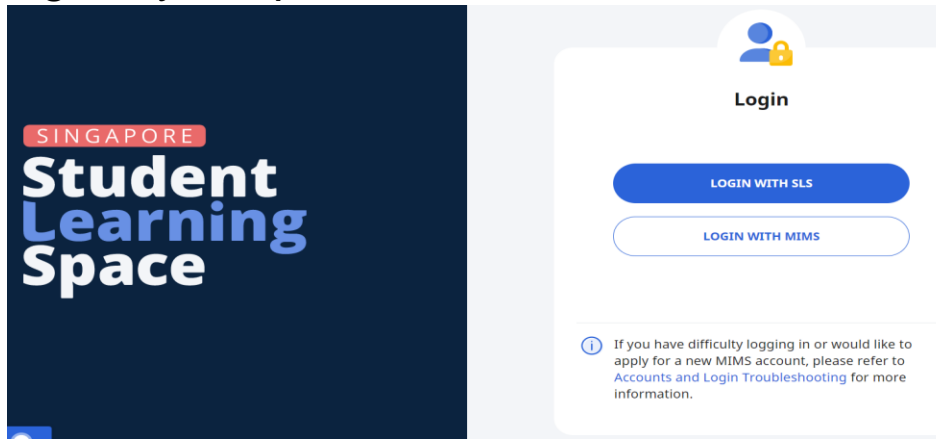 SINGAPORE
Student
Learning
Space
Login
LOGIN WITH SLS
LOGIN WITH MIMS
If you have difficulty logging in or would like to
apply for a new MIMS account, please refer to
Accounts and Login Troubleshooting for more
information.